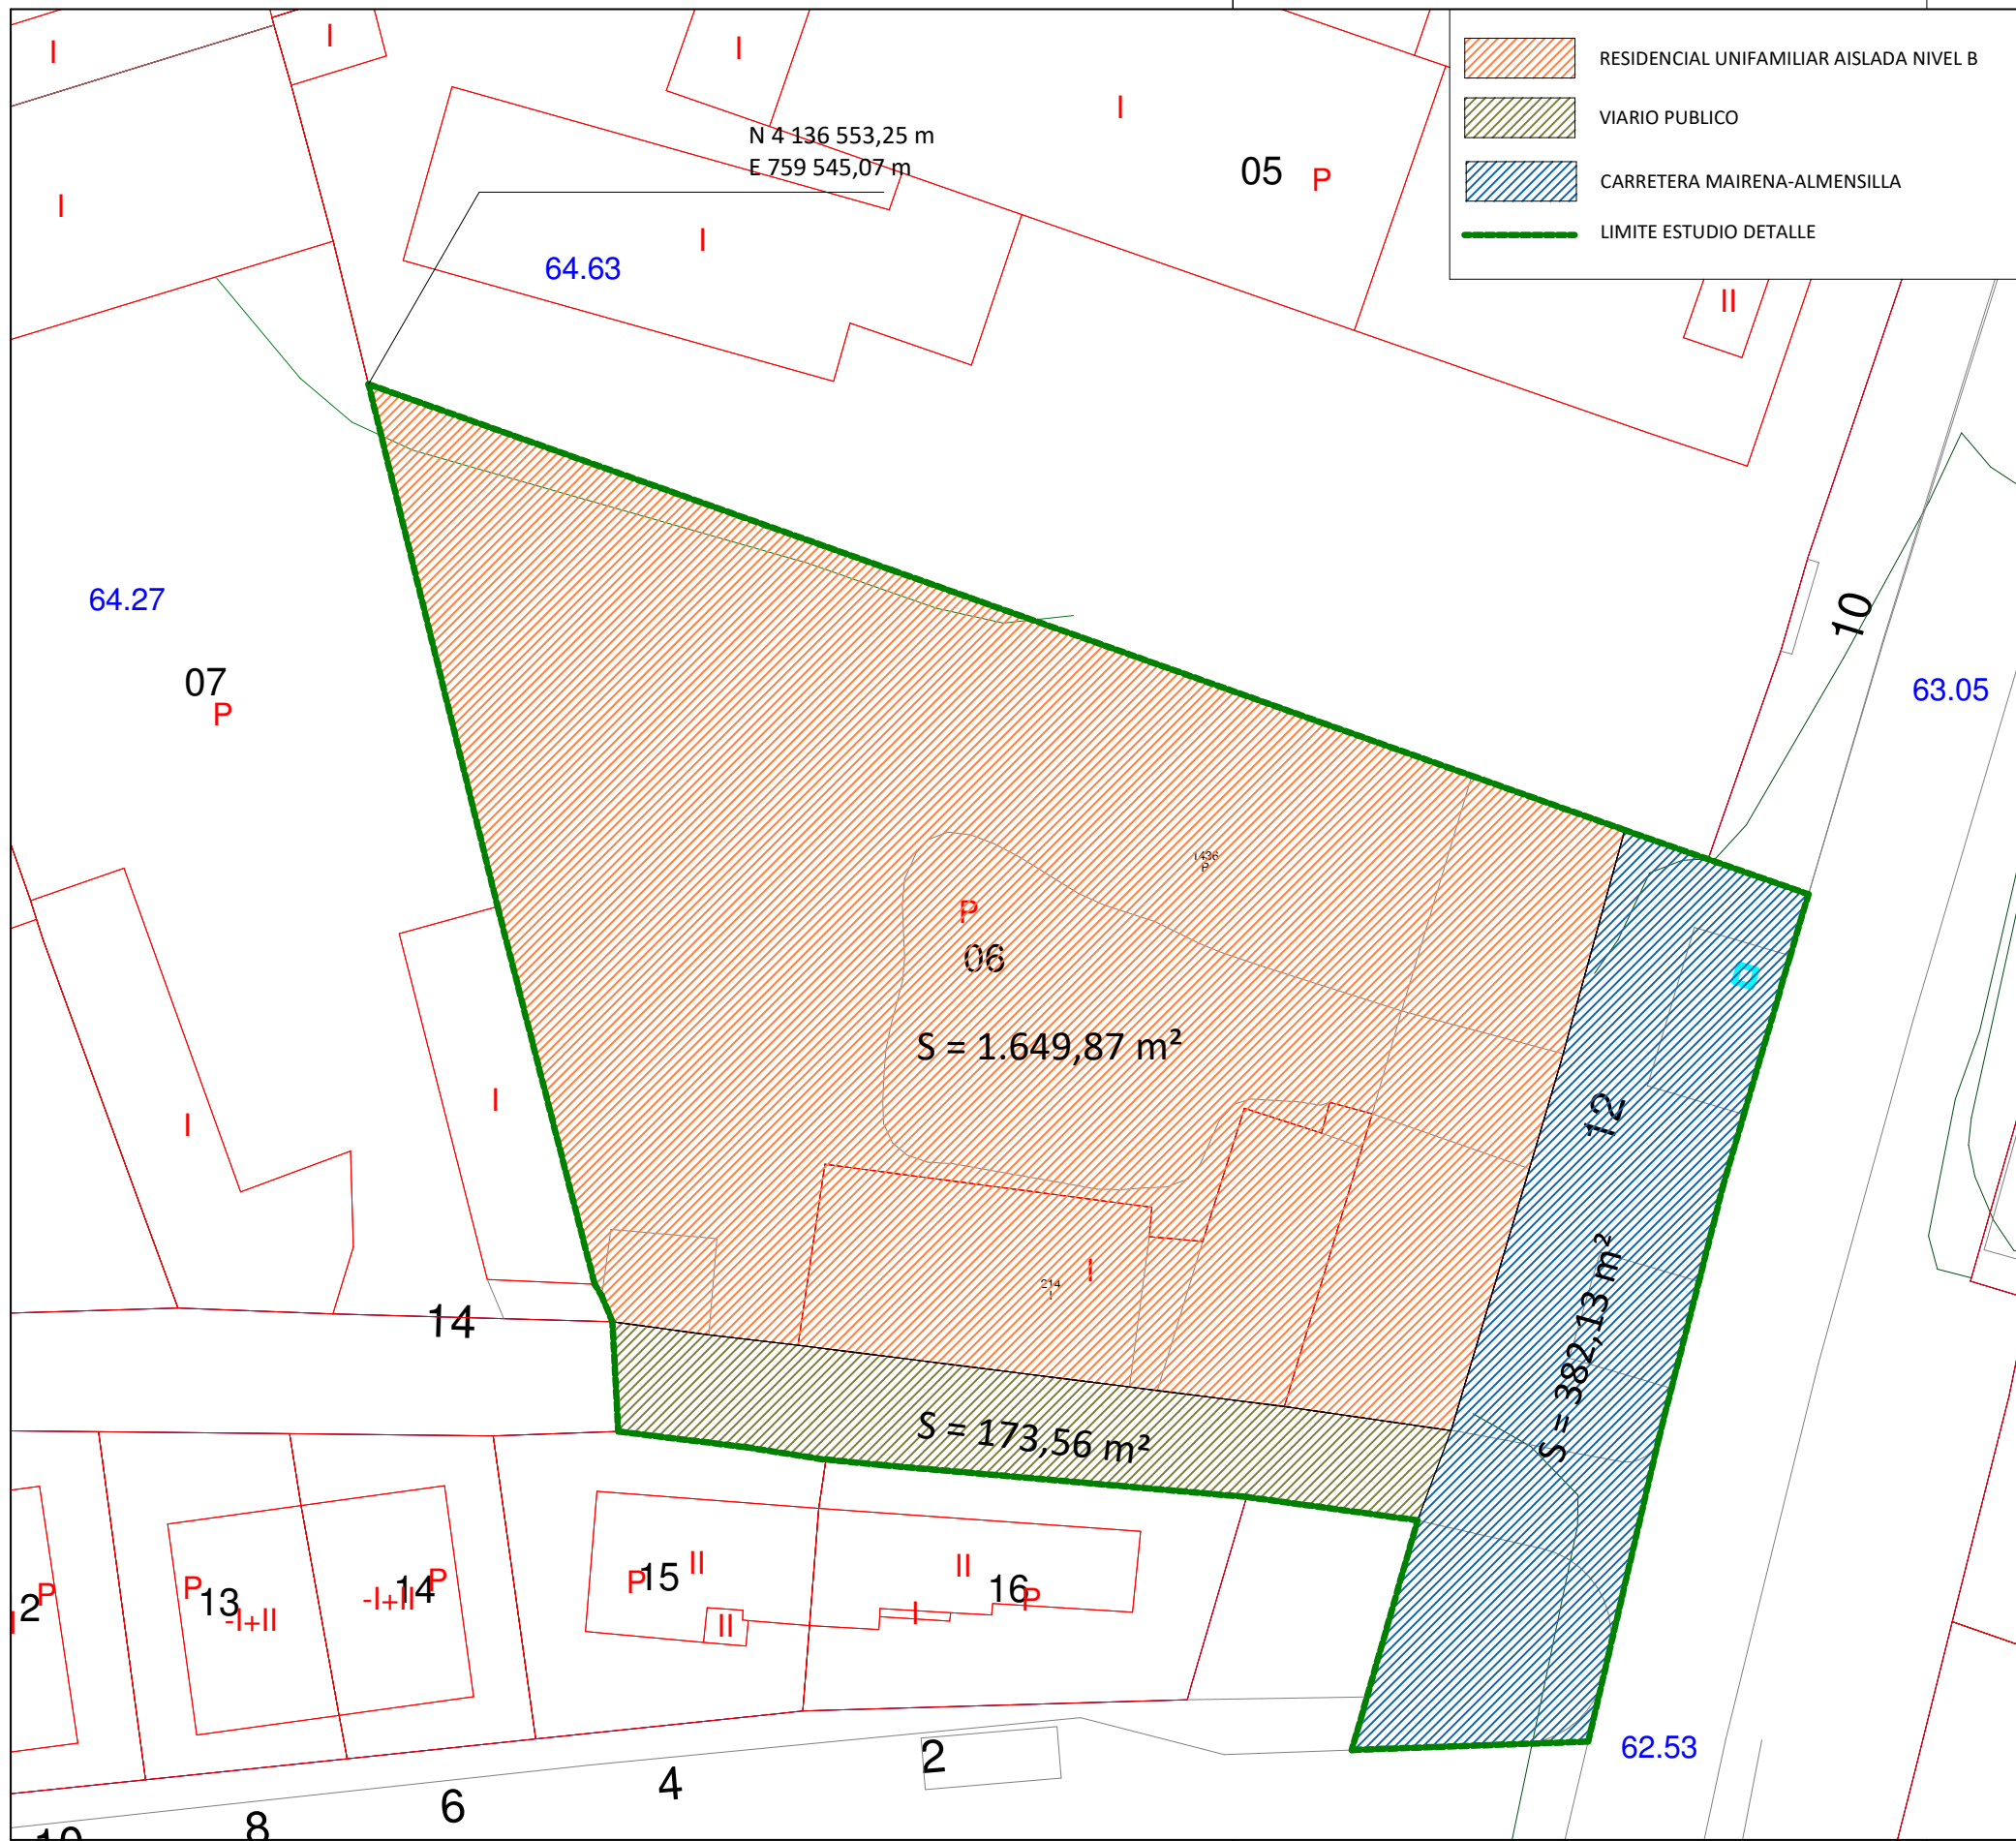 I
I
I
I
RESIDENCIAL UNIFAMILIAR AISLADA NIVEL B
VIARIO PUBLICO
CARRETERA MAIRENA-ALMENSILLA
LIMITE ESTUDIO DETALLE
N 4 136 553,25 m
E 759 545,07 m
05 P
I
I
64.63
II
64.27
10
07
P
63.05
1436
P
P
06
S = 1.649,87 m²
I
I
12
214
I
I
14
S = 382,13 m²
S = 173,56 m²
2 P
I
P 13
-I+II
14 P
-I+II
P 15 II
II
II
16 P
I
2
62.53
4
6
8
10